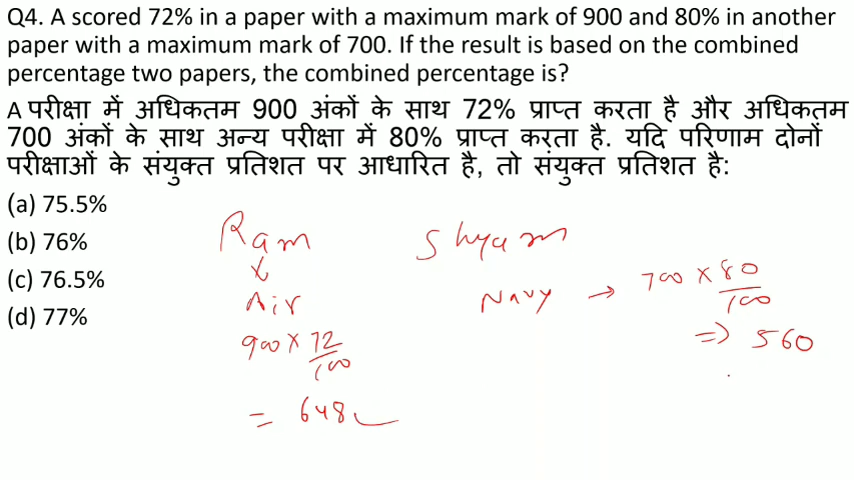 Q4. A scored 72% in a paper with a maximum mark of 900 and 80% in another
paper with a maximum mark of 700. If the result is based on the combined
percentage two papers, the combined percentage is?
A परीक्षा में अधिकतम 900 अंकों के साथ 72% प्राप्त करता है और अधिकतम
700 अंकों के साथ अन्य परीक्षा में 80% प्राप्त करता है. यदि परिणाम दोनों
परीक्षाओं के संयुक्त प्रतिशत पर आधारित है, तो संयुक्त प्रतिशत है:
(a) 75.5%
(b) 76%
(c) 76.5%
(d) 77%
Ram
Air
900 × 72/100
= 648
Shyam
Navy → 700 × 80/100
⇒ 560